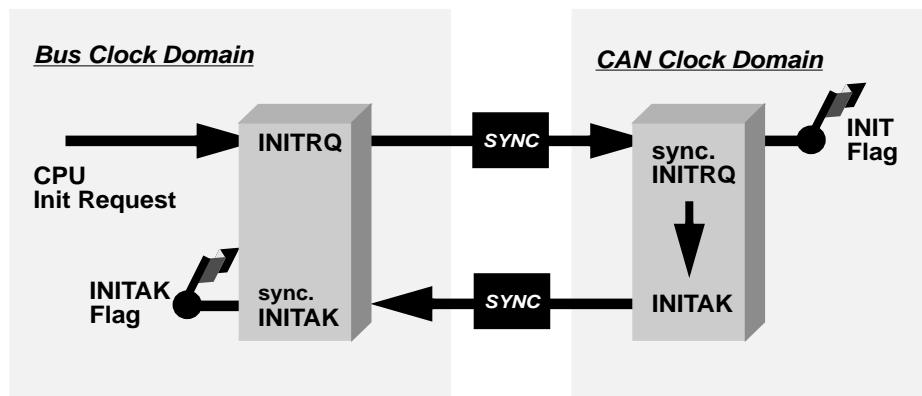 Bus Clock Domain
CAN Clock Domain
CPU
Init Request
INITRQ
SYNC
sync.
INITRQ
INIT
Flag
INITAK
Flag
sync.
INITAK
SYNC
INITAK